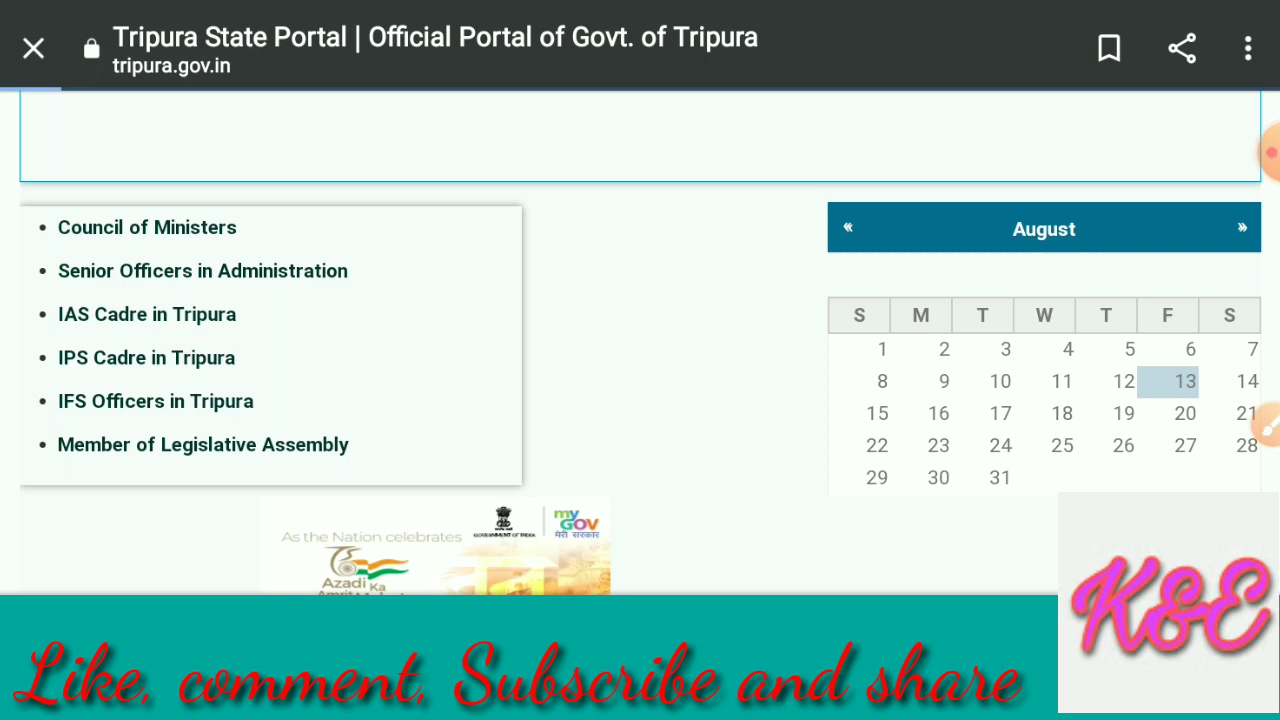 Tripura State Portal | Official Portal of Govt. of Tripura
tripura.gov.in
Council of Ministers
Senior Officers in Administration
IAS Cadre in Tripura
IPS Cadre in Tripura
IFS Officers in Tripura
Member of Legislative Assembly
« August »
S M T W T F S
1 2 3 4 5 6 7
8 9 10 11 12 13 14
15 16 17 18 19 20 21
22 23 24 25 26 27 28
29 30 31
As the Nation celebrates
GOVERNMENT OF INDIA
my GOV
मेरी सरकार
75
Azadi Ka
K&E
Like, comment, Subscribe and share